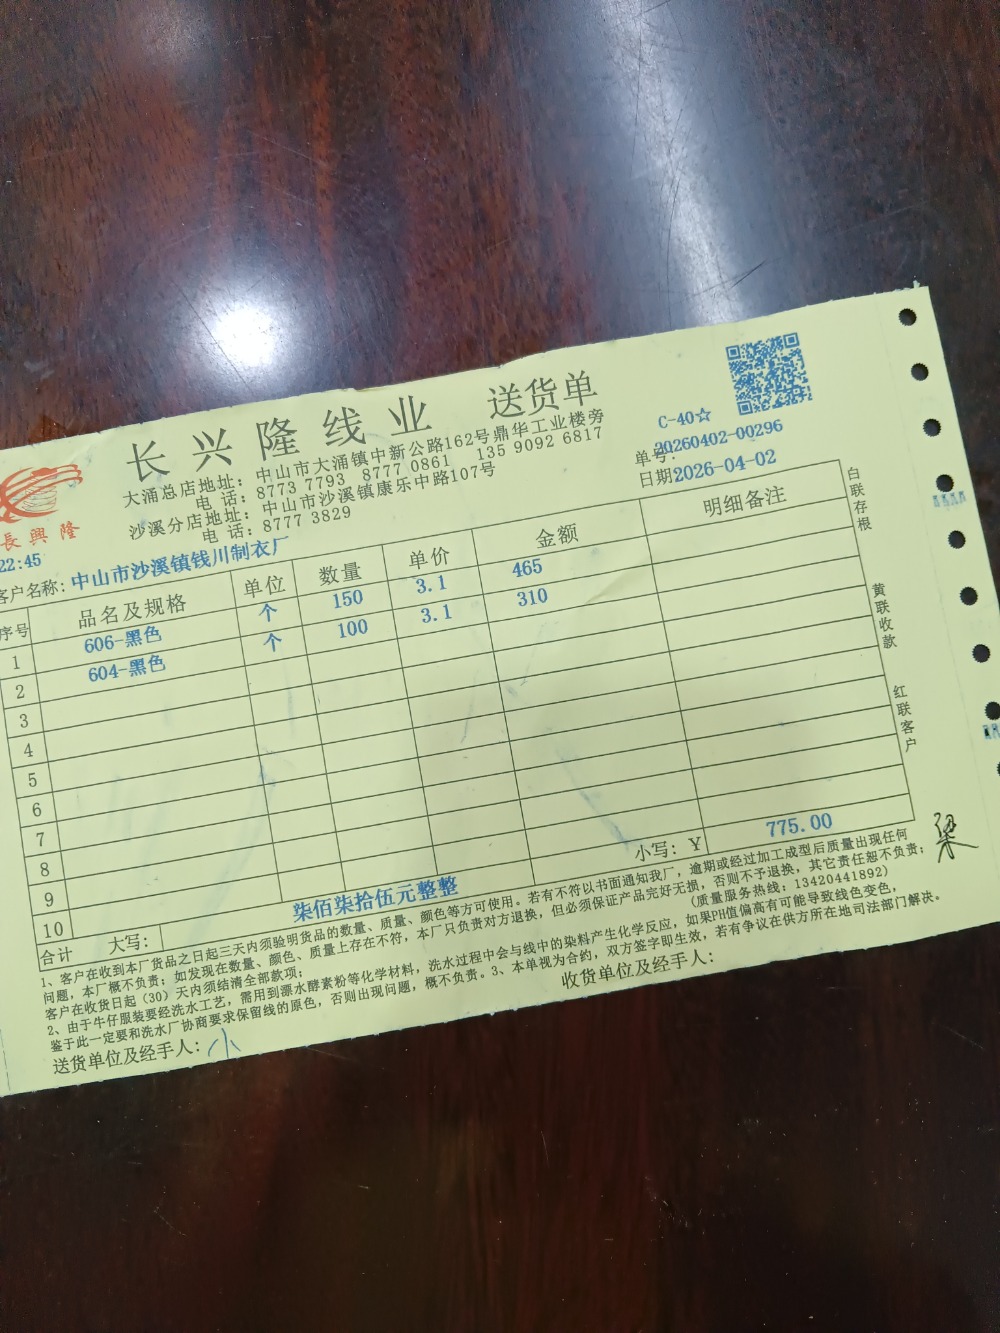 长兴隆线业 送货单
大涌总店地址：中山市大涌镇中新公路162号鼎华工业楼旁
电 话：8773 7793 8777 0861 135 9092 6817
沙溪分店地址：中山市沙溪镇康乐中路107号
电 话：8777 3829
C-40☆
单号：20260402-00296
日期2026-04-02
長興隆
22:45
客户名称：中山市沙溪镇钱川制衣厂
序号 品名及规格 单位 数量 单价 金额 明细备注
1 606-黑色 个 150 3.1 465
2 604-黑色 个 100 3.1 310
3
4
5
6
7
8
9
10
合计 大写： 柒佰柒拾伍元整整 小写：Y 775.00
白联存根
黄联收款
红联客户
1、客户在收到本厂货品之日起三天内须验明货品的数量、质量、颜色等方可使用。若有不符以书面通知我厂，逾期或经过加工成型后质量出现任何
问题，本厂概不负责；如发现在数量、颜色、质量上存在不符，本厂只负责对方退换，但必须保证产品完好无损，否则不予退换，其它责任恕不负责；
客户在收货日起（30）天内须结清全部款项； （质量服务热线：13420441892）
2、由于牛仔服装要经洗水工艺，需用到漂水酵素粉等化学材料，洗水过程中会与线中的染料产生化学反应，如果PH值偏高有可能导致线色变色，
鉴于此一定要和洗水厂协商要求保留线的原色，否则出现问题，概不负责。3、本单视为合约，双方签字即生效，若有争议在供方所在地司法部门解决。
送货单位及经手人：小
收货单位及经手人：
梁